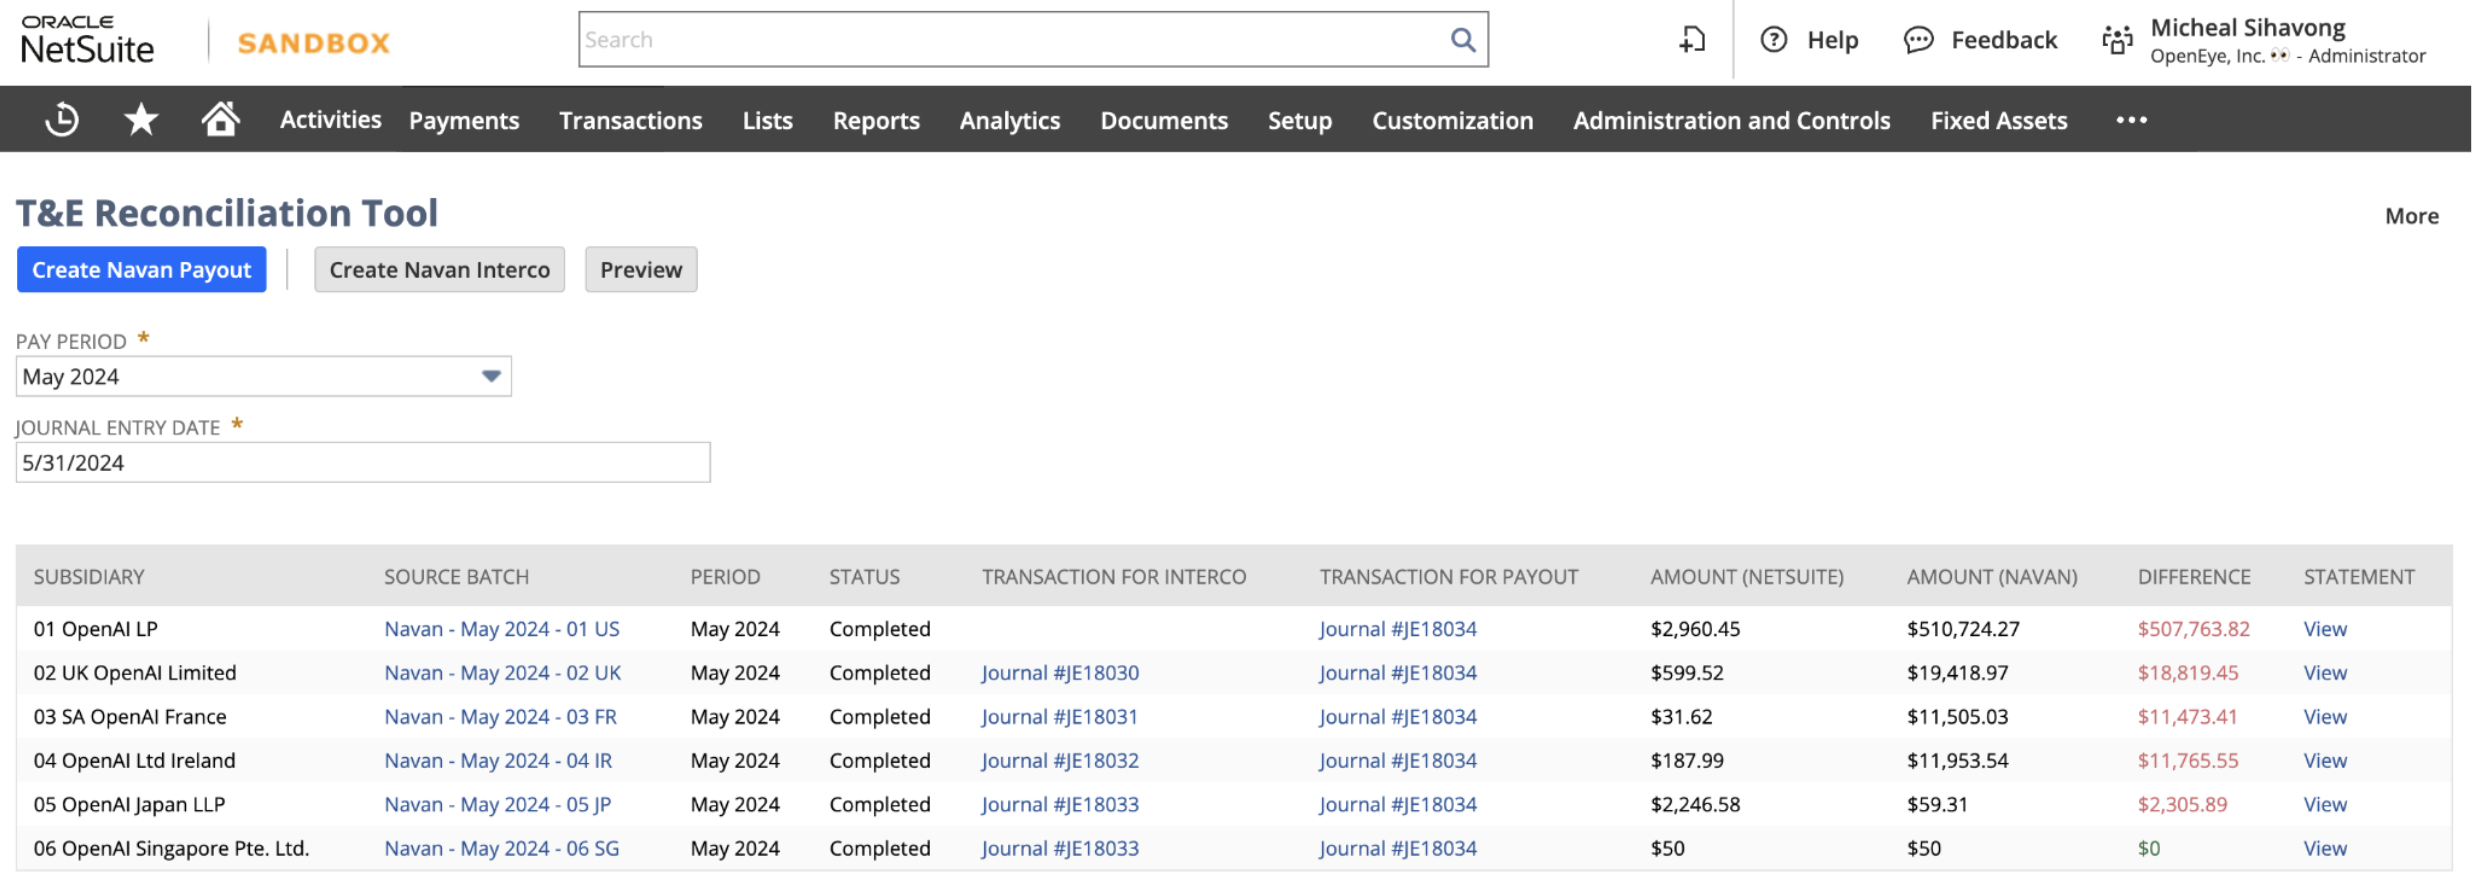 ORACLE
NetSuite
SANDBOX
Search
Help
Feedback
Micheal Sihavong
OpenEye, Inc. 👀 - Administrator
Activities Payments Transactions Lists Reports Analytics Documents Setup Customization Administration and Controls Fixed Assets •••
T&E Reconciliation Tool
More
Create Navan Payout Create Navan Interco Preview
PAY PERIOD *
May 2024
JOURNAL ENTRY DATE *
5/31/2024
SUBSIDIARY SOURCE BATCH PERIOD STATUS TRANSACTION FOR INTERCO TRANSACTION FOR PAYOUT AMOUNT (NETSUITE) AMOUNT (NAVAN) DIFFERENCE STATEMENT
01 OpenAI LP Navan - May 2024 - 01 US May 2024 Completed Journal #JE18034 $2,960.45 $510,724.27 $507,763.82 View
02 UK OpenAI Limited Navan - May 2024 - 02 UK May 2024 Completed Journal #JE18030 Journal #JE18034 $599.52 $19,418.97 $18,819.45 View
03 SA OpenAI France Navan - May 2024 - 03 FR May 2024 Completed Journal #JE18031 Journal #JE18034 $31.62 $11,505.03 $11,473.41 View
04 OpenAI Ltd Ireland Navan - May 2024 - 04 IR May 2024 Completed Journal #JE18032 Journal #JE18034 $187.99 $11,953.54 $11,765.55 View
05 OpenAI Japan LLP Navan - May 2024 - 05 JP May 2024 Completed Journal #JE18033 Journal #JE18034 $2,246.58 $59.31 $2,305.89 View
06 OpenAI Singapore Pte. Ltd. Navan - May 2024 - 06 SG May 2024 Completed Journal #JE18033 Journal #JE18034 $50 $50 $0 View